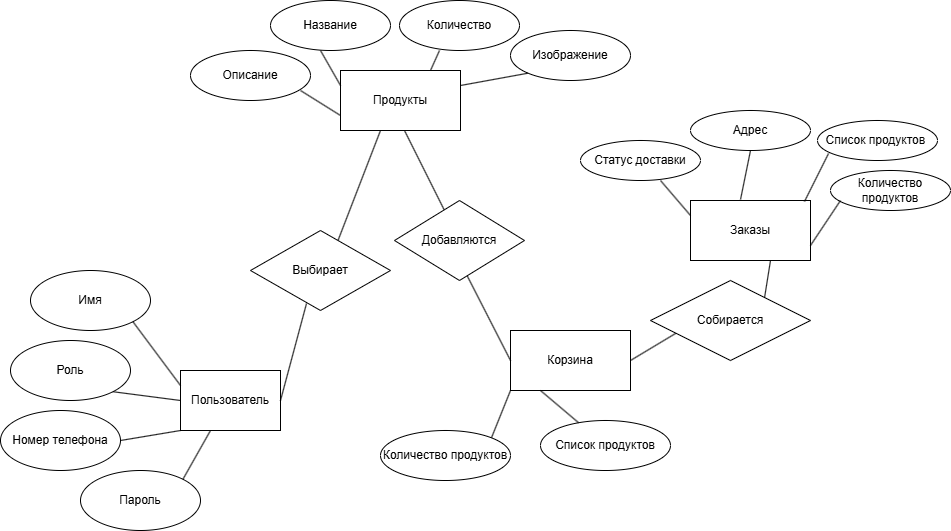 Название
Количество
Описание
Изображение
Продукты
Адрес
Список продуктов
Статус доставки
Количество
продуктов
Заказы
Добавляются
Выбирает
Имя
Собирается
Корзина
Роль
Пользователь
Номер телефона
Количество продуктов
Список продуктов
Пароль